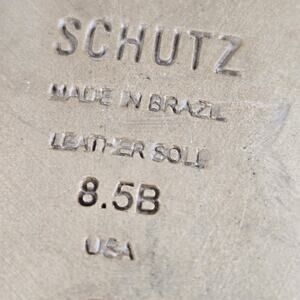 SCHUTZ
MADE IN BRAZIL
LEATHER SOLE
8.5B
USA